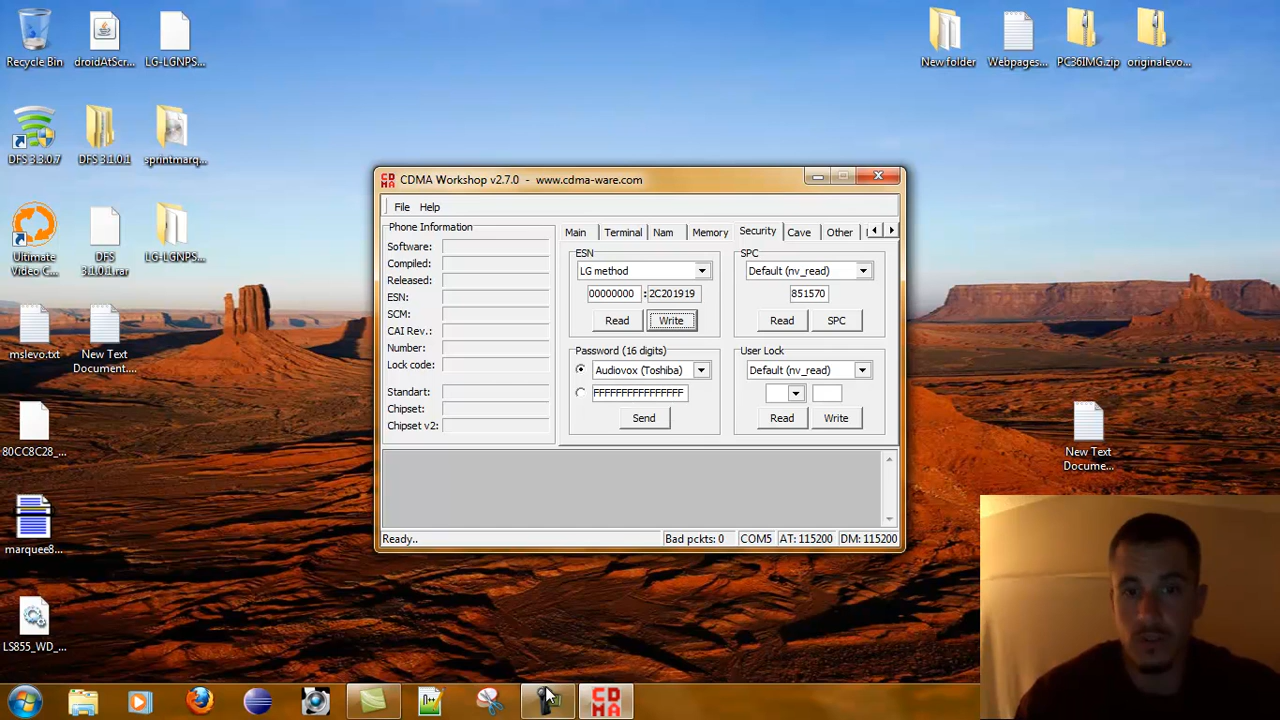 Recycle Bin
droidAtScr...
LG-LGNPS...
New folder
Webpages...
PC36IMG.zip
originalevo...
DFS 3.3.0.7
DFS 3.1.0.1
sprintmarq...
Ultimate
Video C...
DFS
3.1.0.1.rar
LG-LGNPS...
mslevo.txt
New Text
Document....
80CC8C28_...
marquee8...
LS855_WD_...
New Text
Docume...
CDMA Workshop v2.7.0 - www.cdma-ware.com
File Help
Phone Information
Software:
Compiled:
Released:
ESN:
SCM:
CAI Rev.:
Number:
Lock code:
Standart:
Chipset:
Chipset v2:
Main Terminal Nam Memory Security Cave Other
ESN
LG method
00000000 : 2C201919
Read Write
SPC
Default (nv_read)
851570
Read SPC
Password (16 digits)
Audiovox (Toshiba)
FFFFFFFFFFFFFFFF
Send
User Lock
Default (nv_read)
Read Write
Ready.. Bad pckts: 0 COM5 AT: 115200 DM: 115200
CD
MA